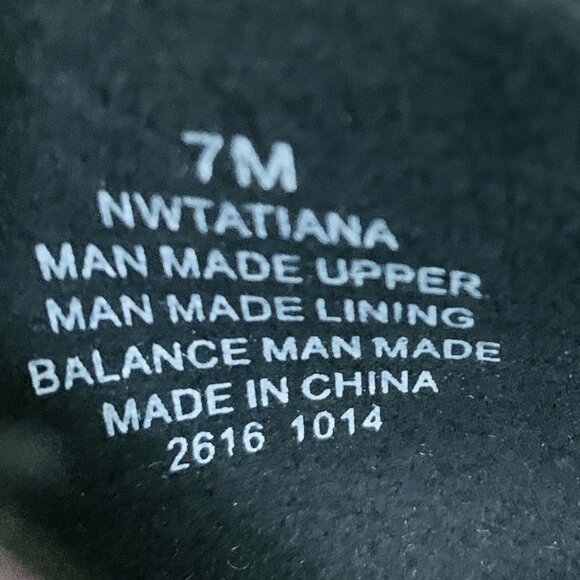 7M
NWTATIANA
MAN MADE UPPER
MAN MADE LINING
BALANCE MAN MADE
MADE IN CHINA
2616 1014